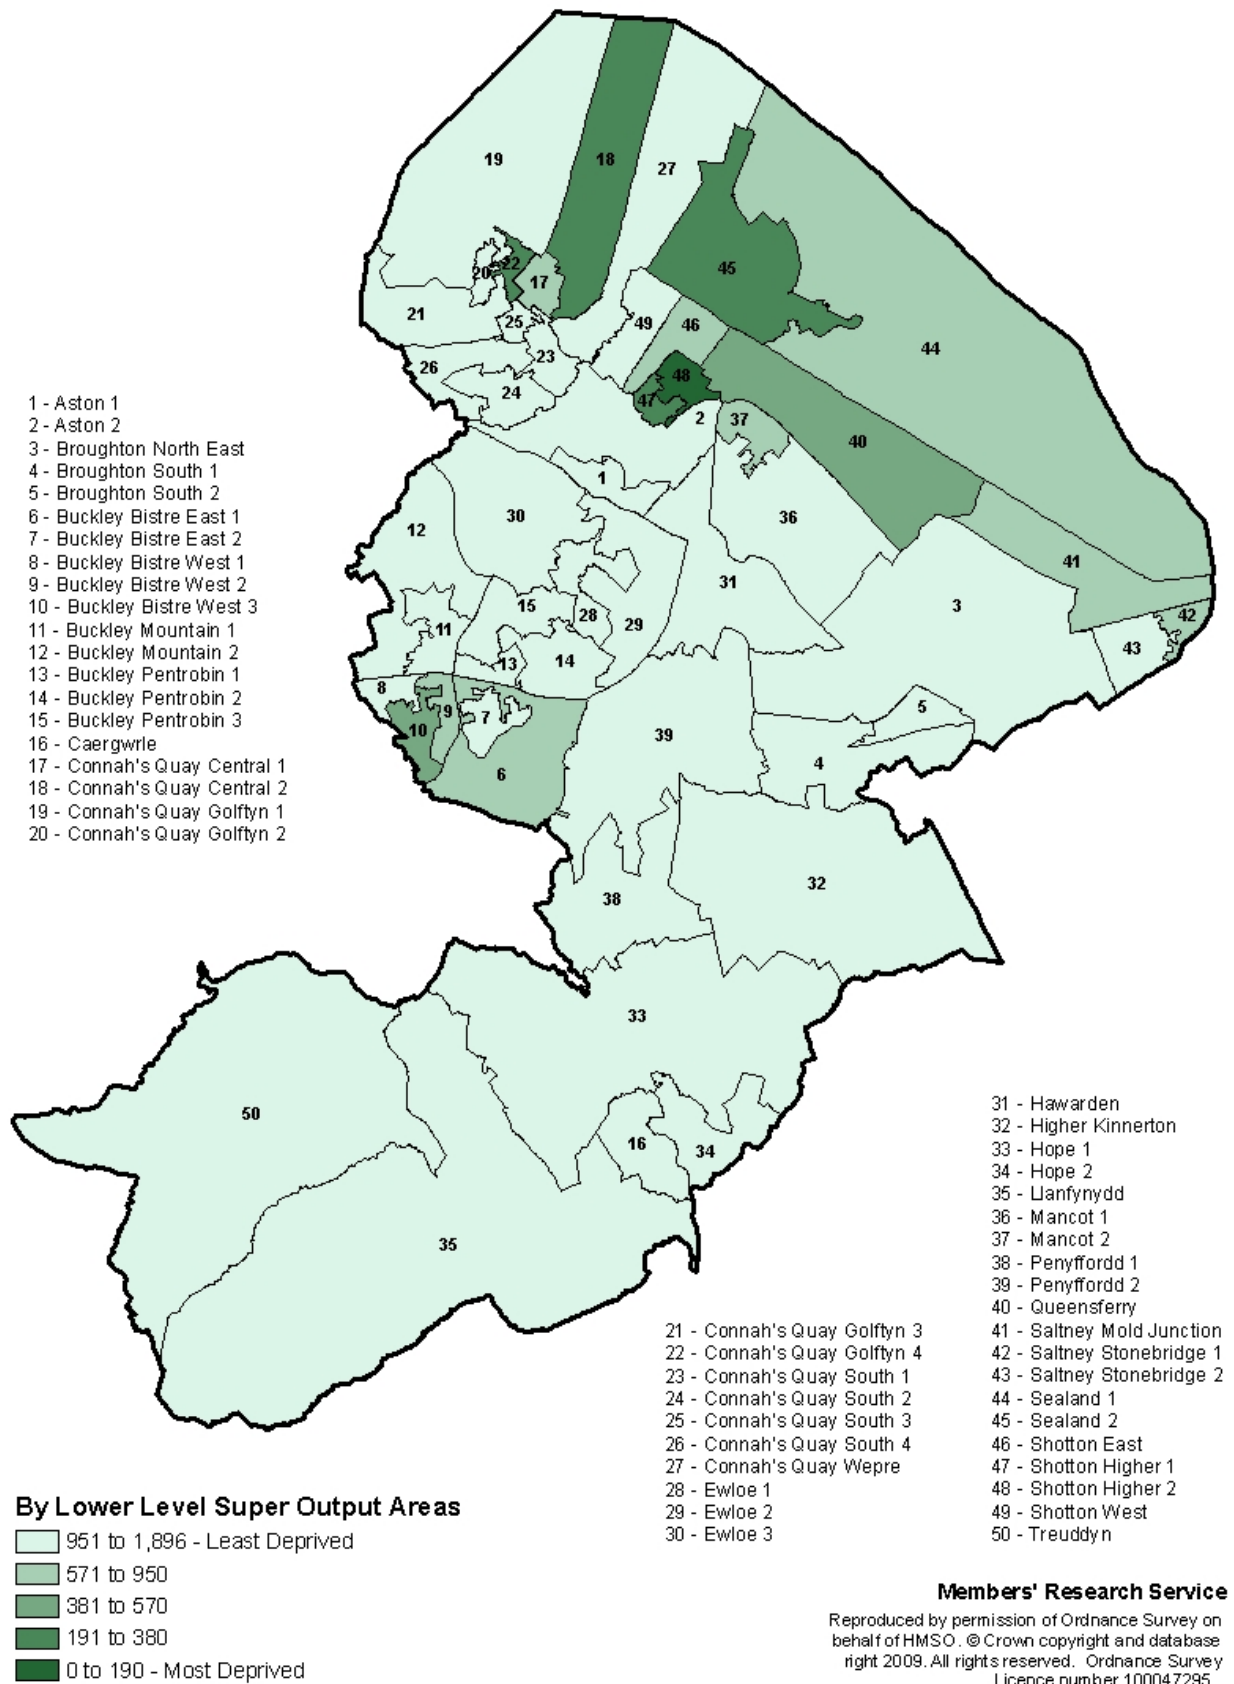 19
18
27
45
44
20
22
17
21
25
23
26
24
49
46
48
47
2
37
40
1
36
30
12
31
41
3
42
43
15
28
29
11
13
14
8
9
7
10
6
39
5
4
32
38
33
50
16
34
35
1 - Aston 1
2 - Aston 2
3 - Broughton North East
4 - Broughton South 1
5 - Broughton South 2
6 - Buckley Bistre East 1
7 - Buckley Bistre East 2
8 - Buckley Bistre West 1
9 - Buckley Bistre West 2
10 - Buckley Bistre West 3
11 - Buckley Mountain 1
12 - Buckley Mountain 2
13 - Buckley Pentrobin 1
14 - Buckley Pentrobin 2
15 - Buckley Pentrobin 3
16 - Caergwrle
17 - Connah's Quay Central 1
18 - Connah's Quay Central 2
19 - Connah's Quay Golftyn 1
20 - Connah's Quay Golftyn 2
21 - Connah's Quay Golftyn 3
22 - Connah's Quay Golftyn 4
23 - Connah's Quay South 1
24 - Connah's Quay South 2
25 - Connah's Quay South 3
26 - Connah's Quay South 4
27 - Connah's Quay Wepre
28 - Ewloe 1
29 - Ewloe 2
30 - Ewloe 3
31 - Hawarden
32 - Higher Kinnerton
33 - Hope 1
34 - Hope 2
35 - Llanfynydd
36 - Mancot 1
37 - Mancot 2
38 - Penyffordd 1
39 - Penyffordd 2
40 - Queensferry
41 - Saltney Mold Junction
42 - Saltney Stonebridge 1
43 - Saltney Stonebridge 2
44 - Sealand 1
45 - Sealand 2
46 - Shotton East
47 - Shotton Higher 1
48 - Shotton Higher 2
49 - Shotton West
50 - Treuddyn
By Lower Level Super Output Areas
951 to 1,896 - Least Deprived
571 to 950
381 to 570
191 to 380
0 to 190 - Most Deprived
Members' Research Service
Reproduced by permission of Ordnance Survey on
behalf of HMSO. © Crown copyright and database
right 2009. All rights reserved. Ordnance Survey
Licence number 100047295